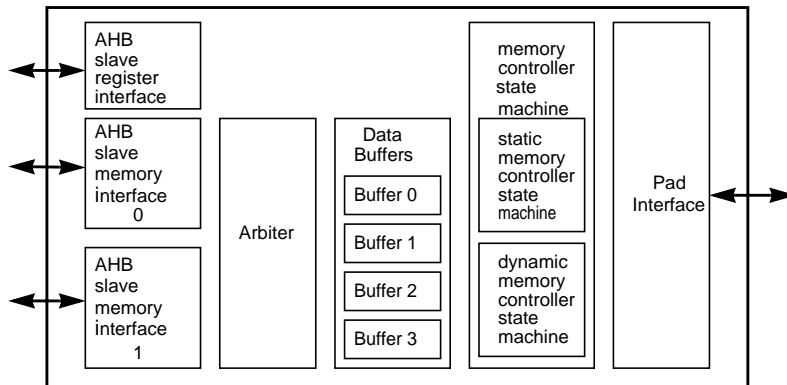 AHB
slave
register
interface
AHB
slave
memory
interface
0
AHB
slave
memory
interface
1
Arbiter
Data
Buffers
Buffer 0
Buffer 1
Buffer 2
Buffer 3
memory
controller
state
machine
static
memory
controller
state
machine
dynamic
memory
controller
state
machine
Pad
Interface